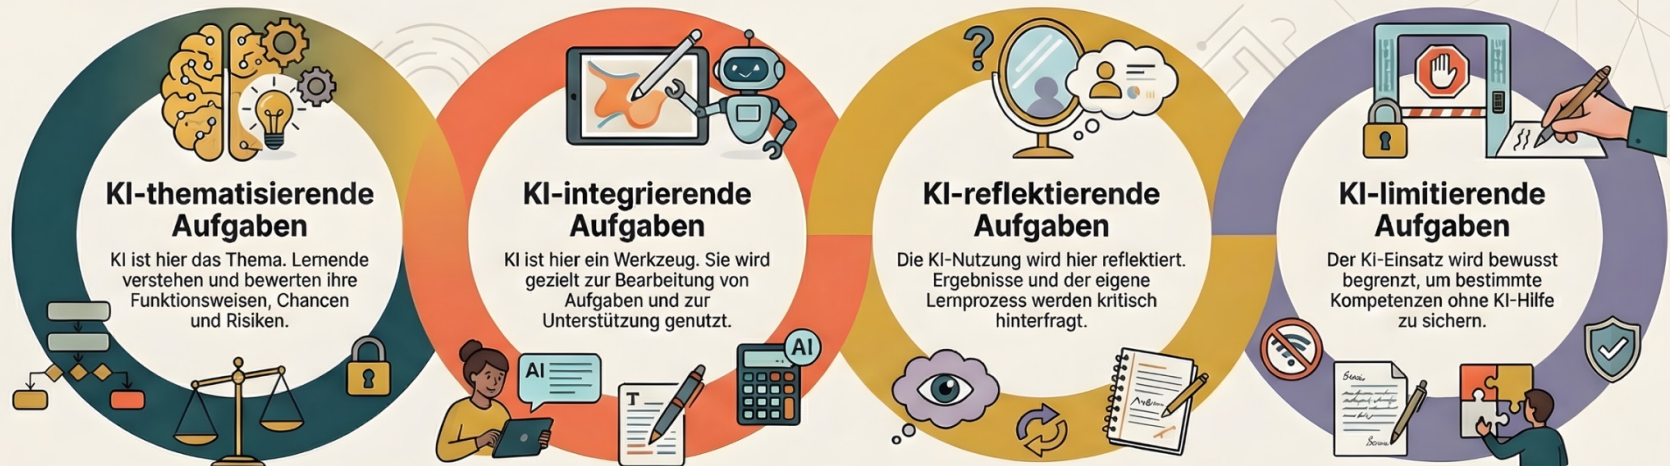 KI-thematisierende
Aufgaben
KI ist hier das Thema. Lernende
verstehen und bewerten ihre
Funktionsweisen, Chancen
und Risiken.
KI-integrierende
Aufgaben
KI ist hier ein Werkzeug. Sie wird
gezielt zur Bearbeitung von
Aufgaben und zur
Unterstützung genutzt.
AI
T
AI
KI-reflektierende
Aufgaben
Die KI-Nutzung wird hier reflektiert.
Ergebnisse und der eigene
Lernprozess werden kritisch
hinterfragt.
KI-limitierende
Aufgaben
Der Ki-Einsatz wird bewusst
begrenzt, um bestimmte
Kompetenzen ohne KI-Hilfe
zu sichern.